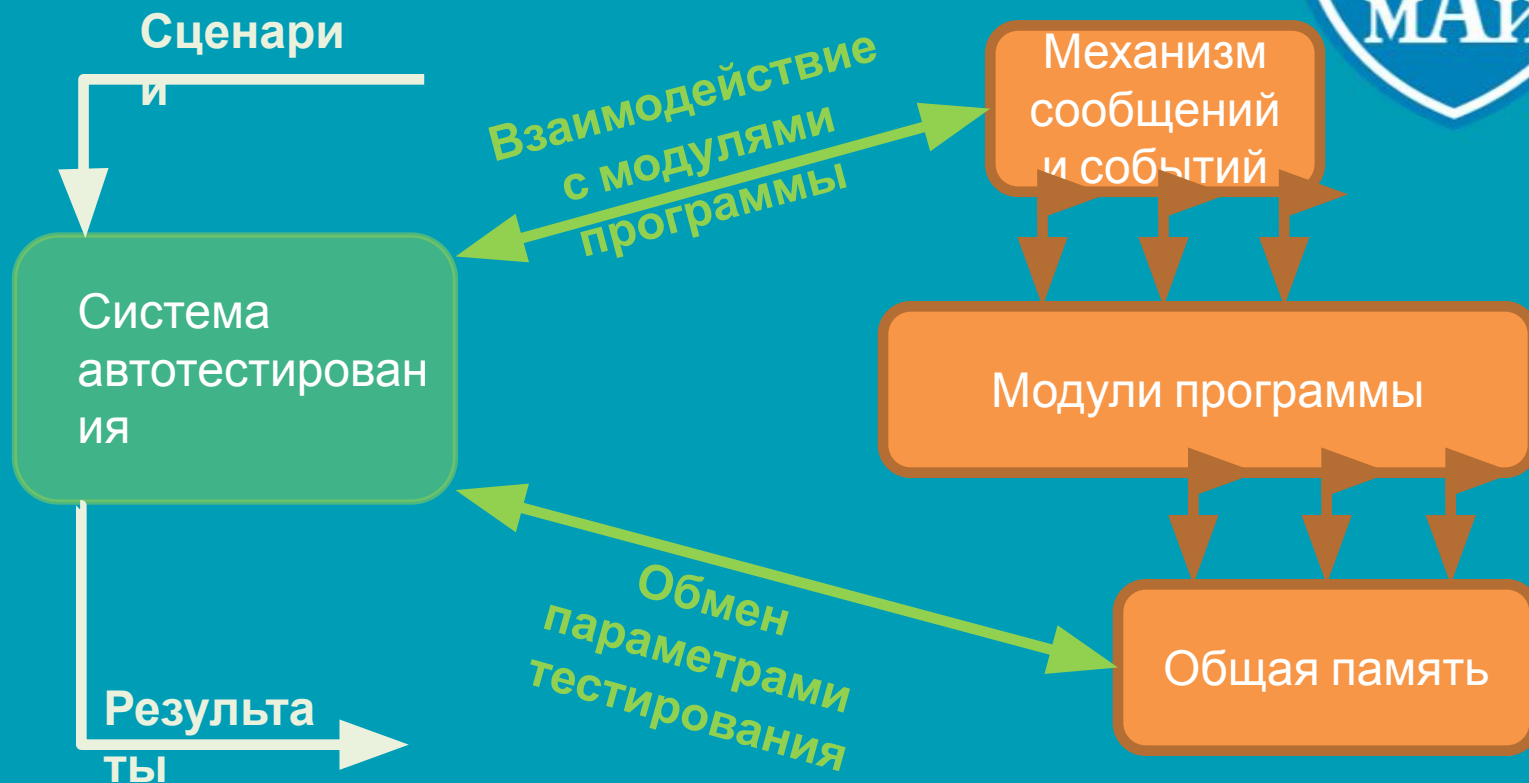 Сценари
и
Взаимодействие
с модулями
программы
Механизм
сообщений
и событий
МАИ
Система
автотестирован
ия
Модули программы
Обмен
параметрами
тестирования
Общая память
Результа
ты